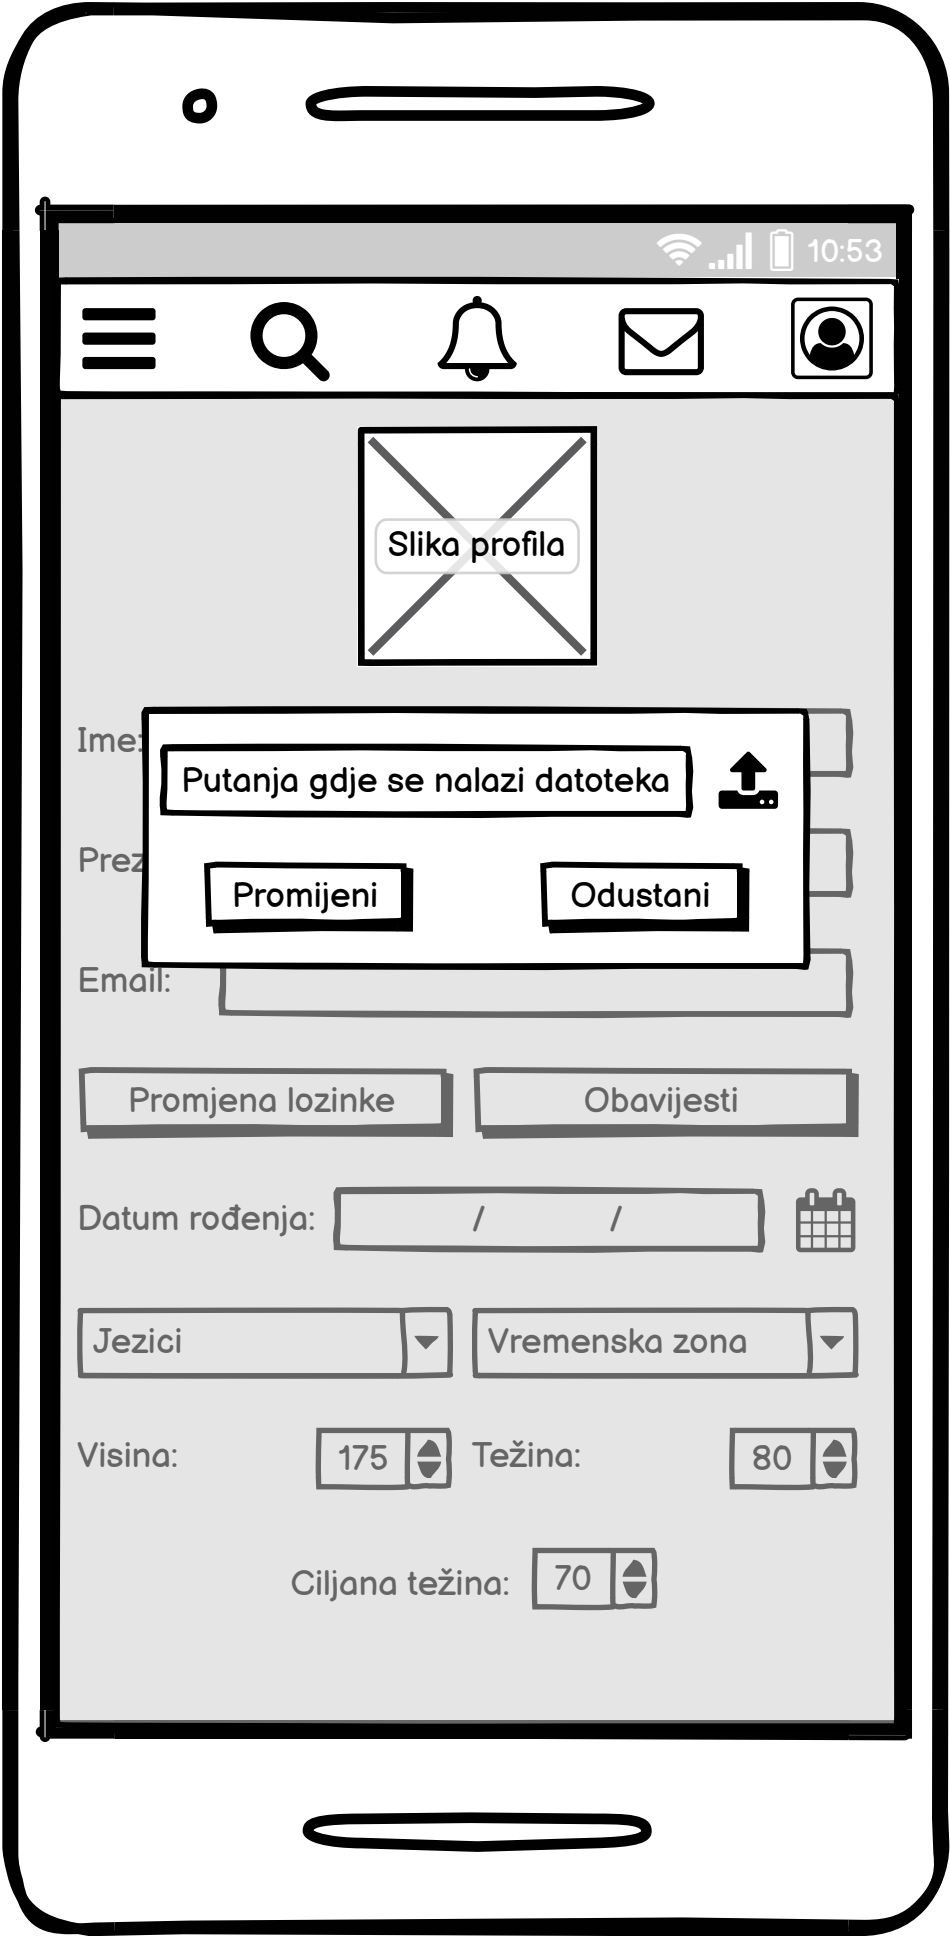 10:53
Slika profila
Ime:
Putanja gdje se nalazi datoteka
Prez
Promijeni Odustani
Email:
Promjena lozinke Obavijesti
Datum rođenja: / /
Jezici Vremenska zona
Visina: 175 Težina: 80
Ciljana težina: 70